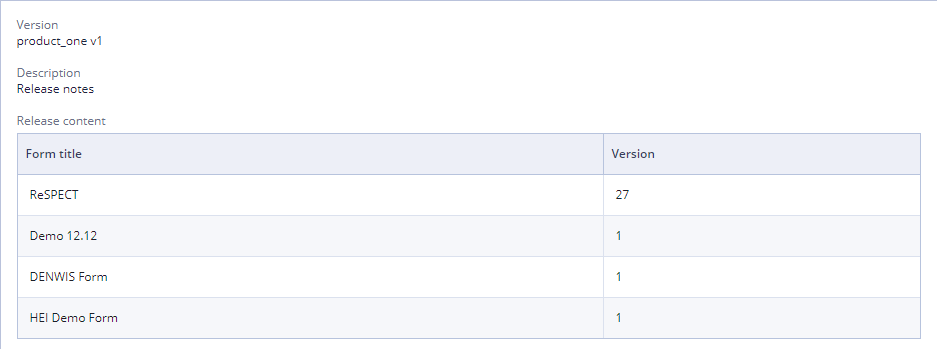 Version
product_one v1
Description
Release notes
Release content
Form title Version
ReSPECT 27
Demo 12.12 1
DENWIS Form 1
HEI Demo Form 1